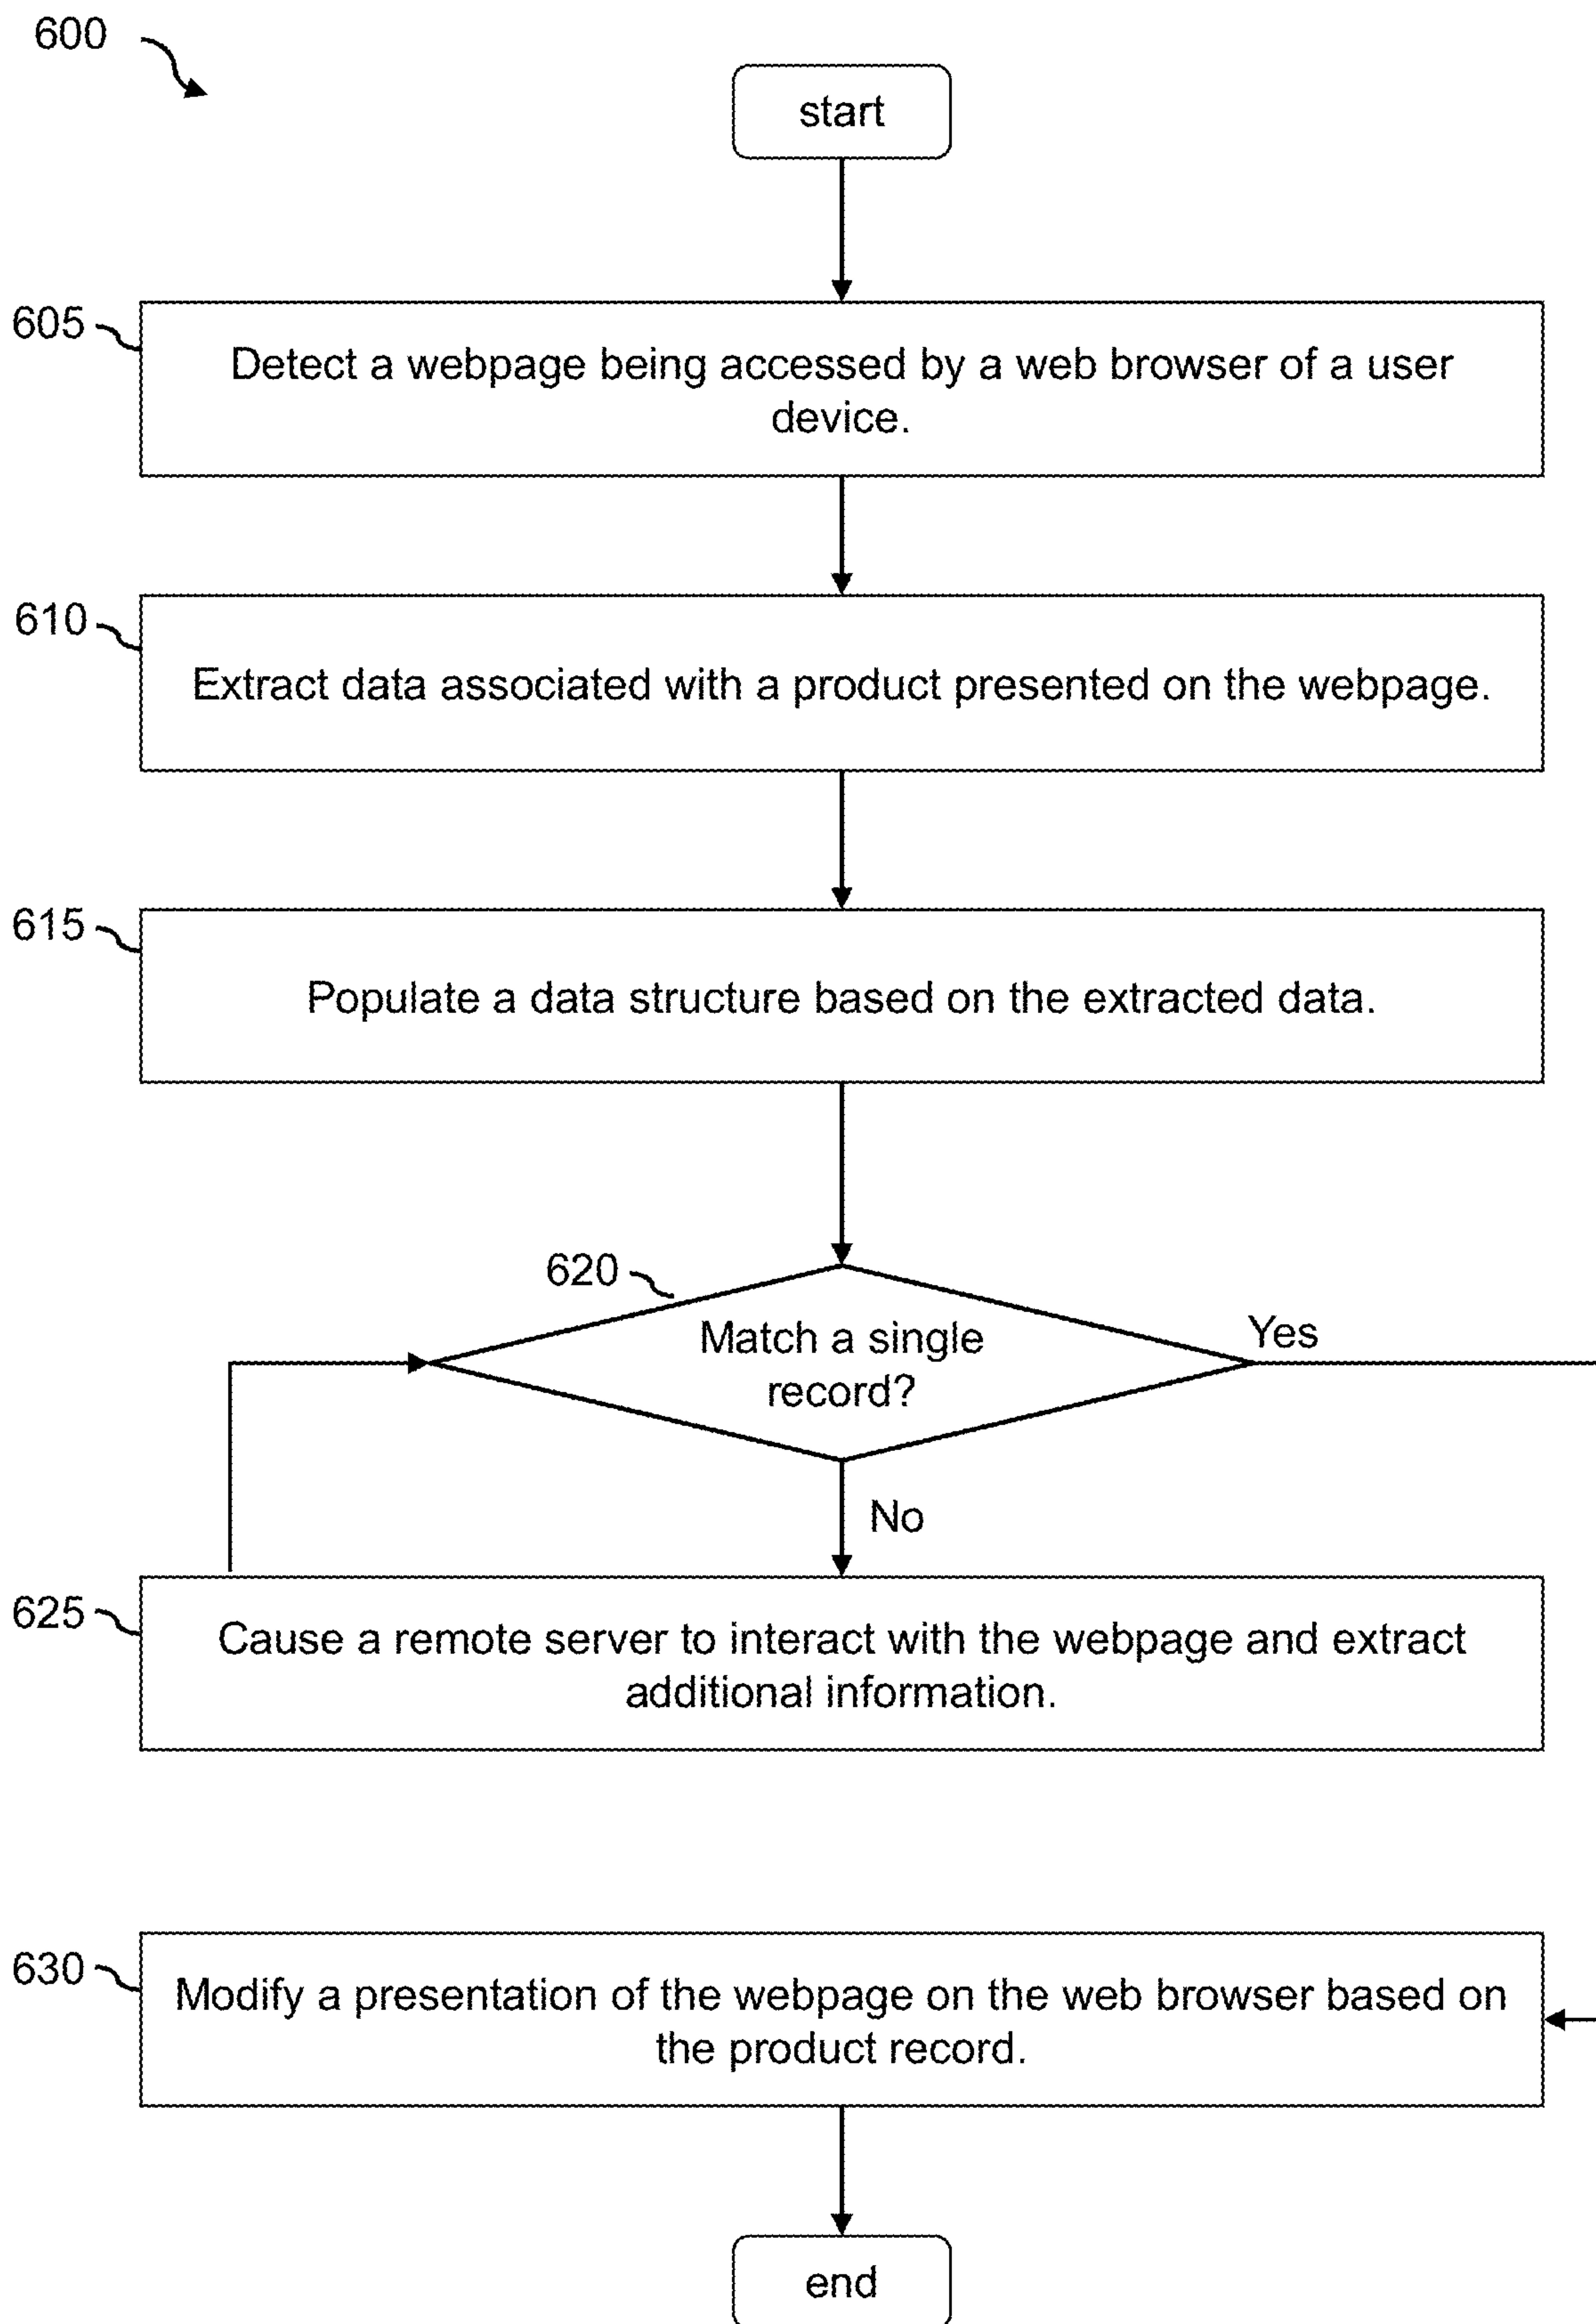 600
start
605
Detect a webpage being accessed by a web browser of a user
device.
610
Extract data associated with a product presented on the webpage.
615
Populate a data structure based on the extracted data.
620
Match a single
record?
Yes
No
625
Cause a remote server to interact with the webpage and extract
additional information.
630
Modify a presentation of the webpage on the web browser based on
the product record.
end